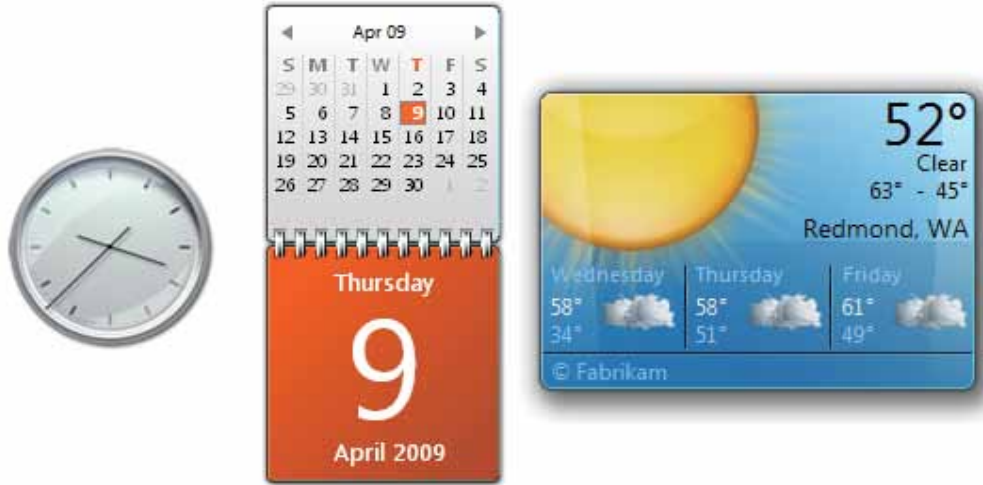 Apr 09
S M T W T F S
29 30 31 1 2 3 4
5 6 7 8 9 10 11
12 13 14 15 16 17 18
19 20 21 22 23 24 25
26 27 28 29 30 1 2
Thursday
9
April 2009
52°
Clear
63° - 45°
Redmond, WA
Wednesday Thursday Friday
58° 58° 61°
34° 51° 49°
© Fabrikam